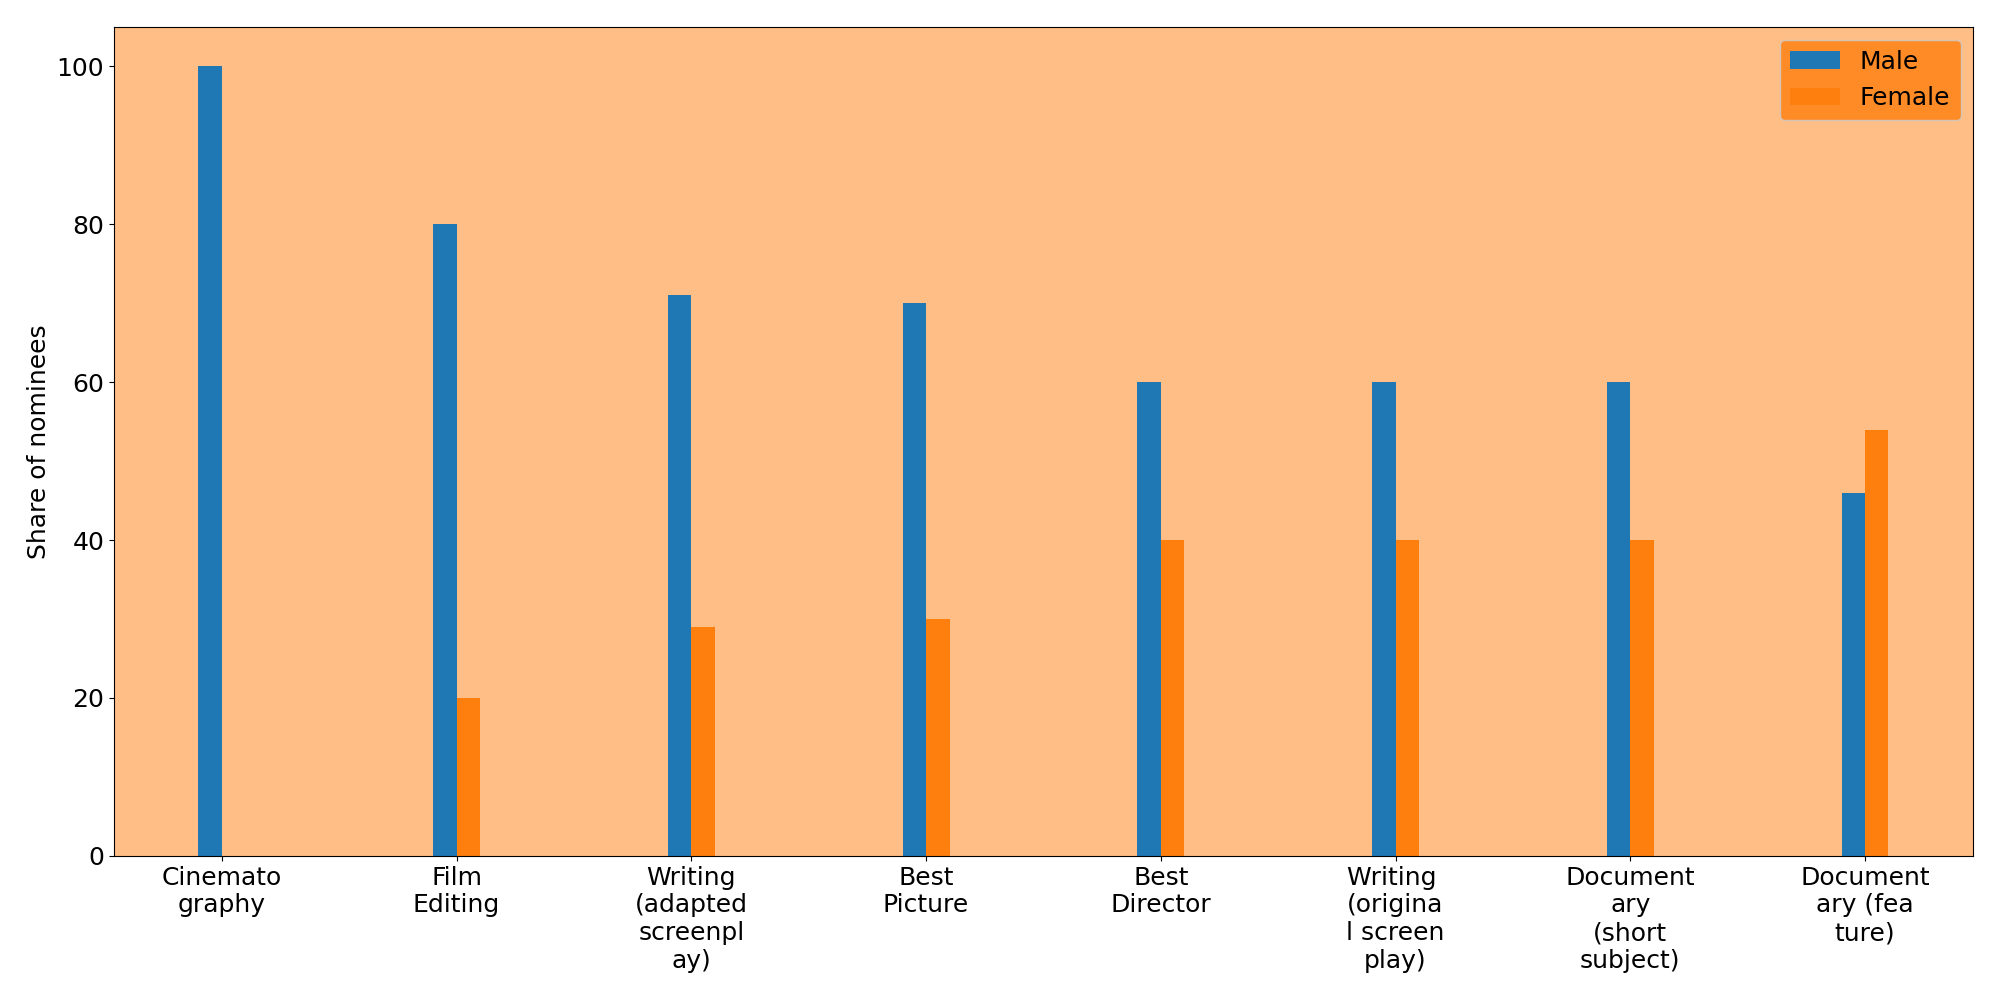 Male
Female
100
80
60
40
20
0
Share of nominees
Cinemato
graphy
Film
Editing
Writing
(adapted
screenpl
ay)
Best
Picture
Best
Director
Writing
(origina
l screen
play)
Document
ary
(short
subject)
Document
ary (fea
ture)